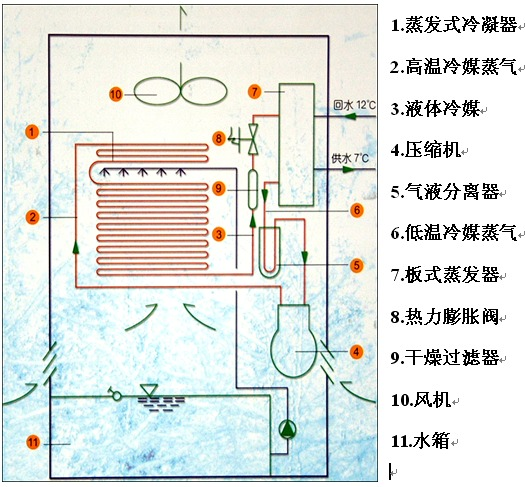 1.蒸发式冷凝器
2.高温冷媒蒸气
3.液体冷媒
4.压缩机
5.气液分离器
6.低温冷媒蒸气
7.板式蒸发器
8.热力膨胀阀
9.干燥过滤器
10.风机
11.水箱
10
7
回水12℃
1
8
供水7℃
9
2
3
6
5
4
11